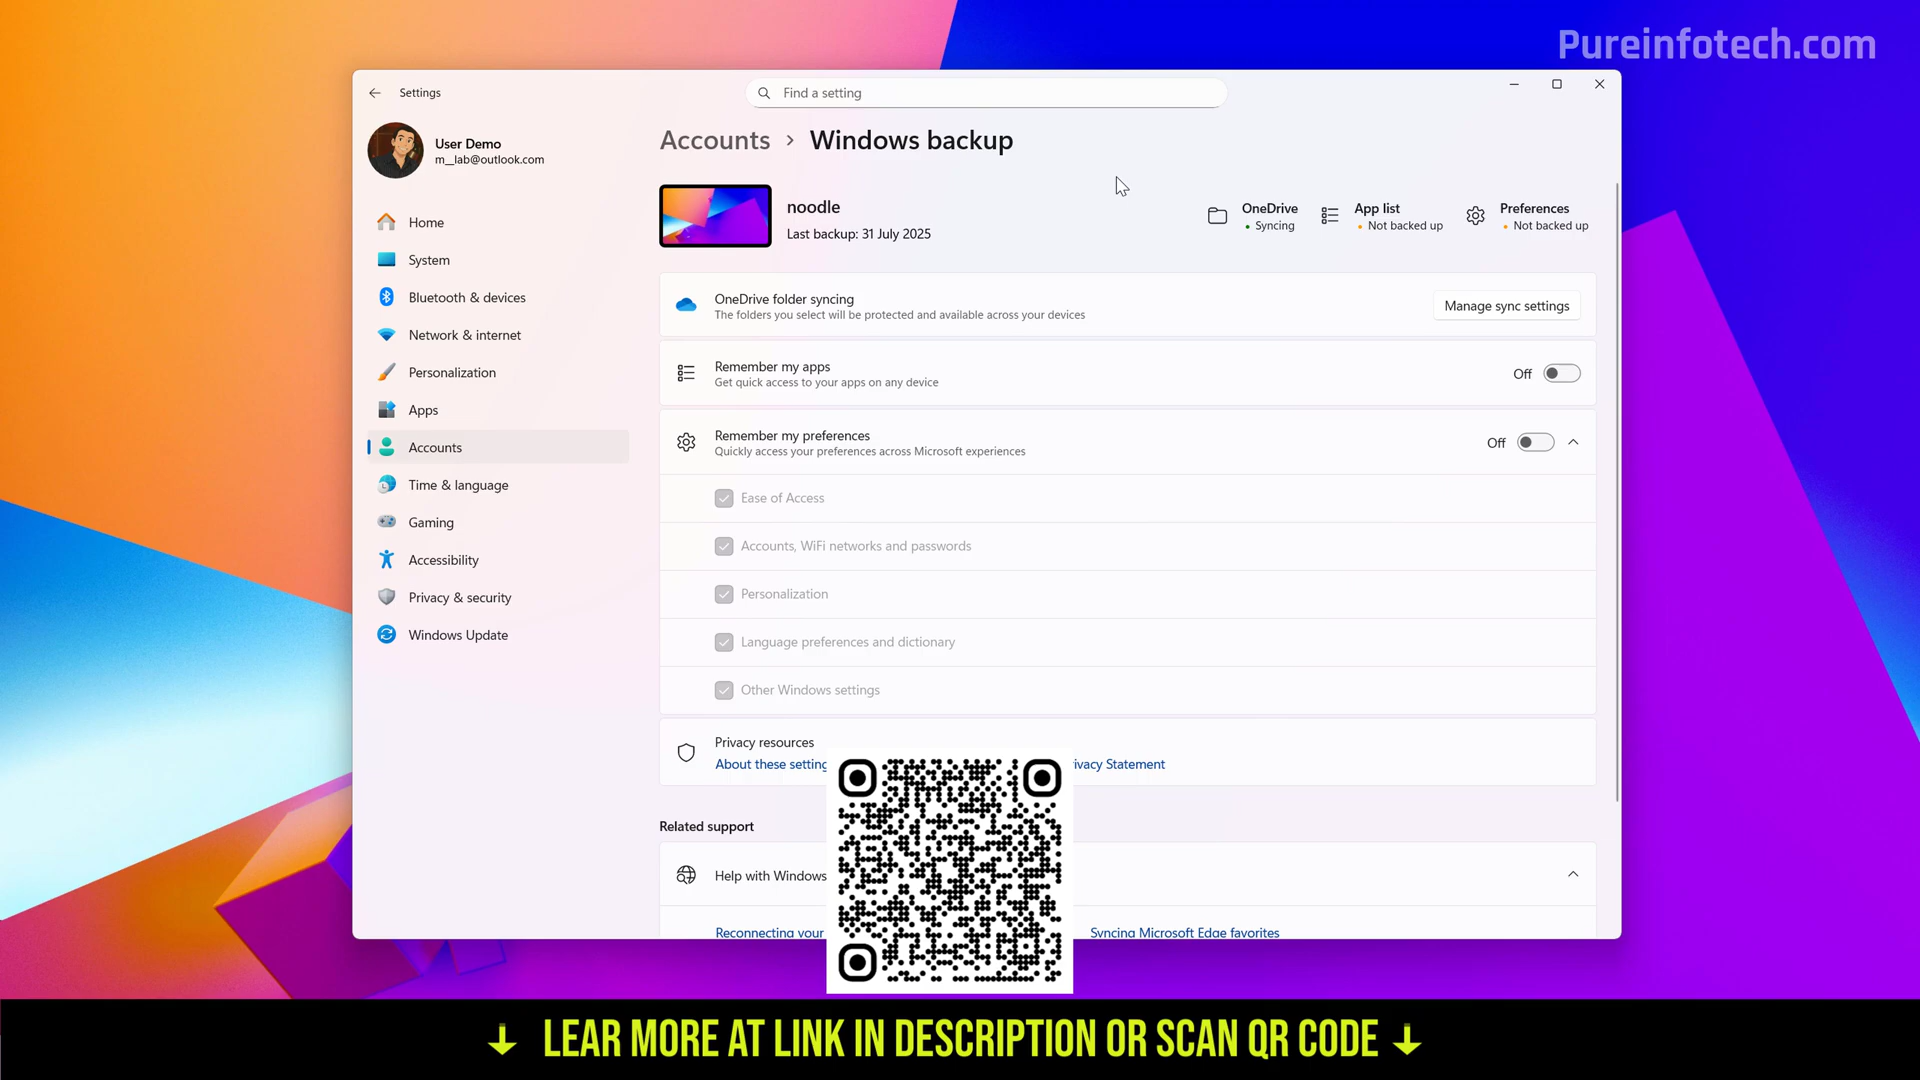 Pureinfotech.com
Settings
Find a setting
User Demo
m__lab@outlook.com
Home
System
Bluetooth & devices
Network & internet
Personalization
Apps
Accounts
Time & language
Gaming
Accessibility
Privacy & security
Windows Update
Accounts > Windows backup
noodle
Last backup: 31 July 2025
OneDrive
• Syncing
App list
• Not backed up
Preferences
• Not backed up
OneDrive folder syncing
The folders you select will be protected and available across your devices
Manage sync settings
Remember my apps
Get quick access to your apps on any device
Off
Remember my preferences
Quickly access your preferences across Microsoft experiences
Off
Ease of Access
Accounts, WiFi networks and passwords
Personalization
Language preferences and dictionary
Other Windows settings
Privacy resources
About these
Statement
Related support
Help with Windows
Reconnecting your
Syncing Microsoft Edge favorites
LEAR MORE AT LINK IN DESCRIPTION OR SCAN QR CODE